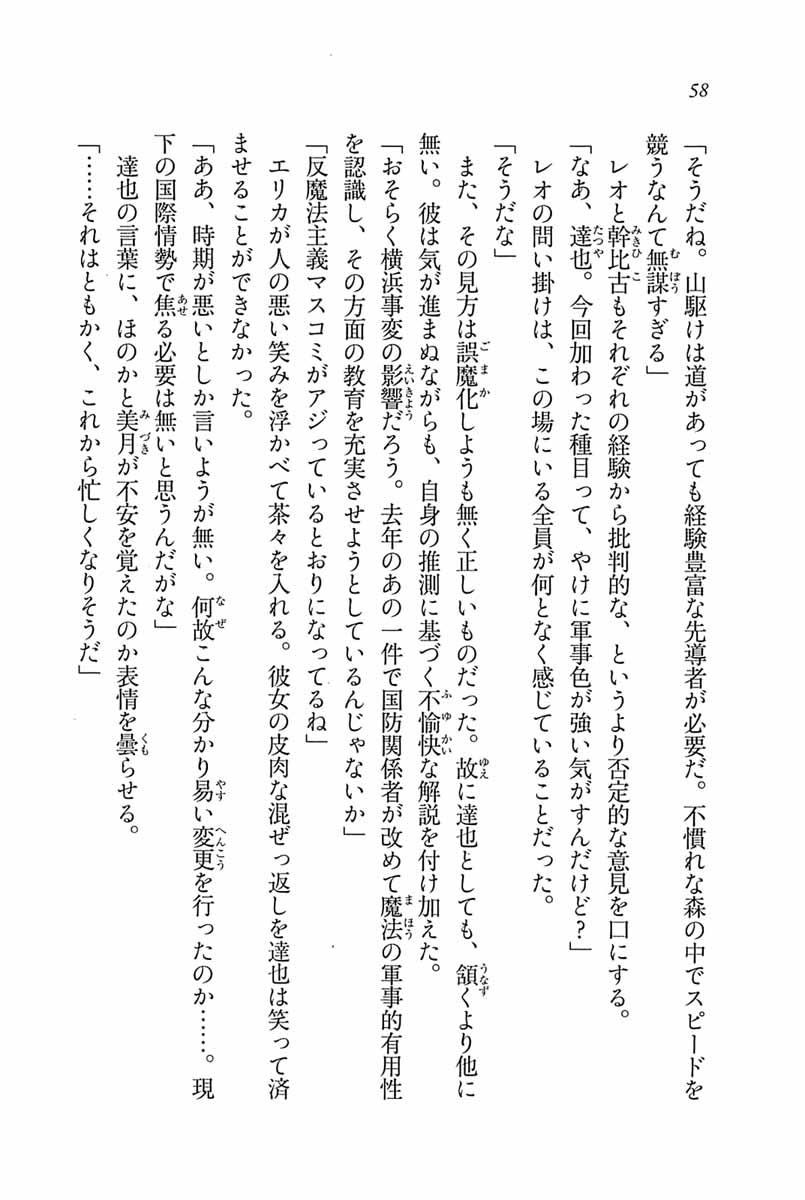 58
「そうだね。山駆けは道があっても経験豊富な先導者が必要だ。不慣れな森の中でスピードを
競うなんて無謀すぎる」
レオと幹比古もそれぞれの経験から批判的な、というより否定的な意見を口にする。
「なあ、達也。今回加わった種目って、やけに軍事色が強い気がすんだけど？」
レオの問い掛けは、この場にいる全員が何となく感じていることだった。
「そうだな」
また、その見方は誤魔化しようも無く正しいものだった。故に達也としても、頷くより他に
無い。彼は気が進まぬながらも、自身の推測に基づく不愉快な解説を付け加えた。
「おそらく横浜事変の影響だろう。去年のあの一件で国防関係者が改めて魔法の軍事的有用性
を認識し、その方面の教育を充実させようとしているんじゃないか」
「反魔法主義マスコミがアジっているとおりになってるね」
エリカが人の悪い笑みを浮かべて茶々を入れる。彼女の皮肉な混ぜっ返しを達也は笑って済
ませることができなかった。
「ああ、時期が悪いとしか言いようが無い。何故こんな分かり易い変更を行ったのか……。現
下の国際情勢で焦る必要は無いと思うんだがな」
達也の言葉に、ほのかと美月が不安を覚えたのか表情を曇らせる。
「……それはともかく、これから忙しくなりそうだ」